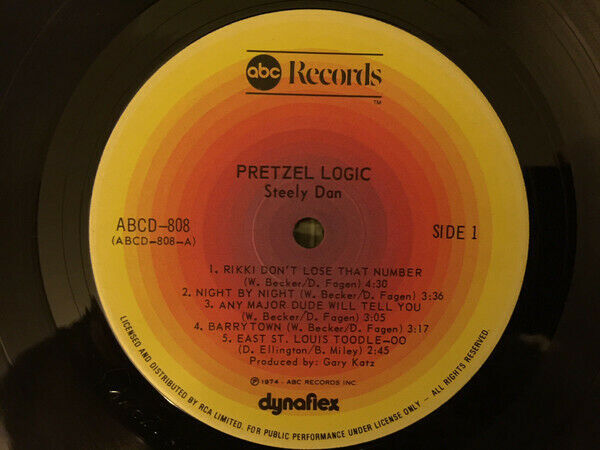 abc Records
TM
PRETZEL LOGIC
Steely Dan
ABCD-808
(ABCD-808-A)
SIDE 1
1. RIKKI DON'T LOSE THAT NUMBER
(W. Becker/D. Fagen) 4:30
2. NIGHT BY NIGHT (W. Becker/D. Fagen) 3:36
3. ANY MAJOR DUDE WILL TELL YOU
(W. Becker/D. Fagen) 3:05
4. BARRYTOWN (W. Becker/D. Fagen) 3:17
5. EAST ST. LOUIS TOODLE-OO
(D. Ellington/B. Miley) 2:45
Produced by: Gary Katz
℗ 1974 - ABC RECORDS INC
dynaflex
LICENSED AND DISTRIBUTED BY RCA LIMITED. FOR PUBLIC PERFORMANCE UNDER LICENSE ONLY - ALL RIGHTS RESERVED.